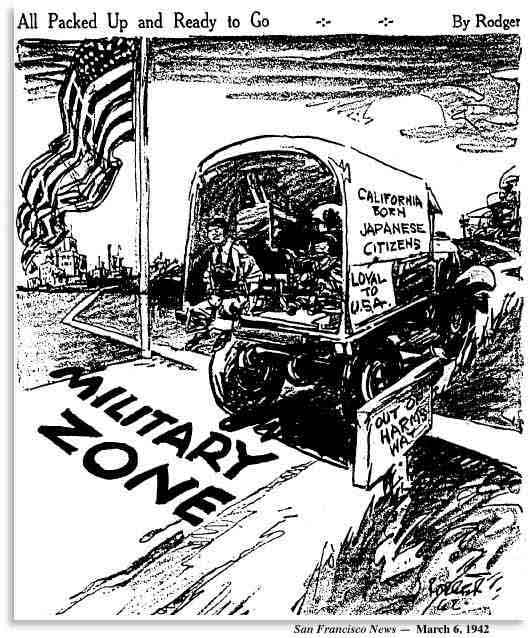 All Packed Up and Ready to Go -:- -:- By Rodger
CALIFORNIA
BORN
JAPANESE
CITIZENS
LOYAL
TO
U.S.A.
OUT OF
HARM'S
WAY
MILITARY
ZONE
San Francisco News — March 6, 1942